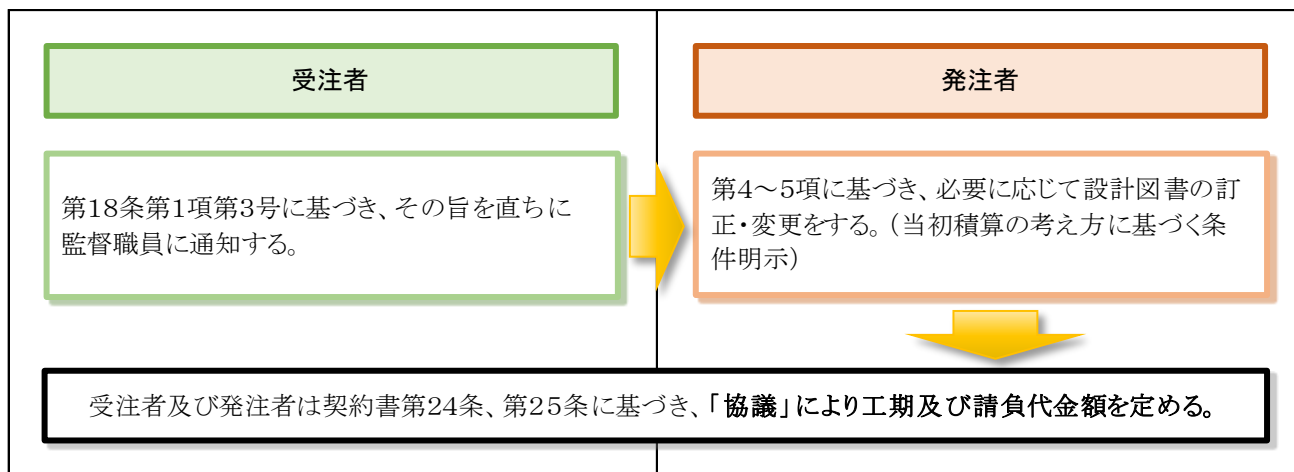 受注者
発注者
第18条第1項第3号に基づき、その旨を直ちに
監督職員に通知する。
第4～5項に基づき、必要に応じて設計図書の訂
正・変更をする。（当初積算の考え方に基づく条
件明示）
受注者及び発注者は契約書第24条、第25条に基づき、「協議」により工期及び請負代金額を定める。